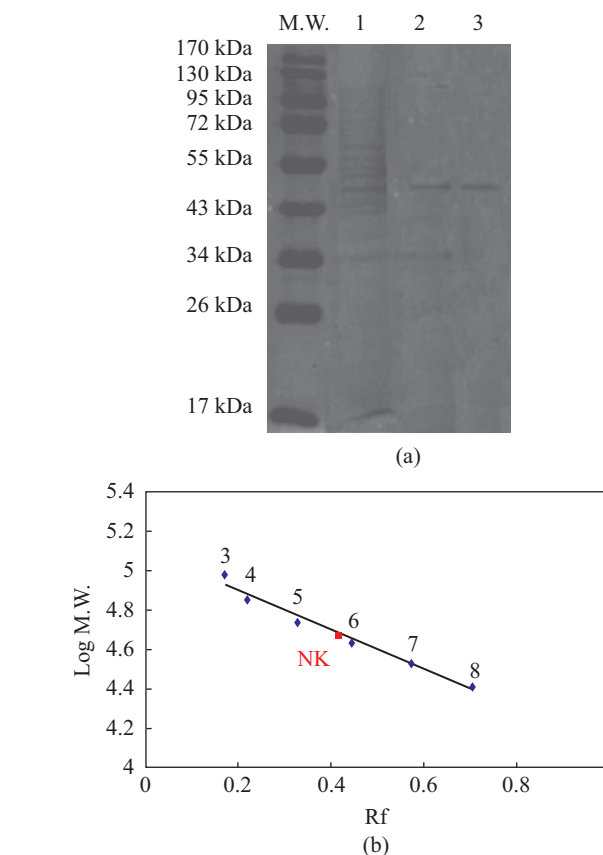 M.W. 1 2 3
170 kDa
130 kDa
95 kDa
72 kDa
55 kDa
43 kDa
34 kDa
26 kDa
17 kDa
(a)
5.4
5.2
5
4.8
4.6
4.4
4.2
4
Log M.W.
3
4
5
6
7
8
NK
0 0.2 0.4 0.6 0.8
Rf
(b)